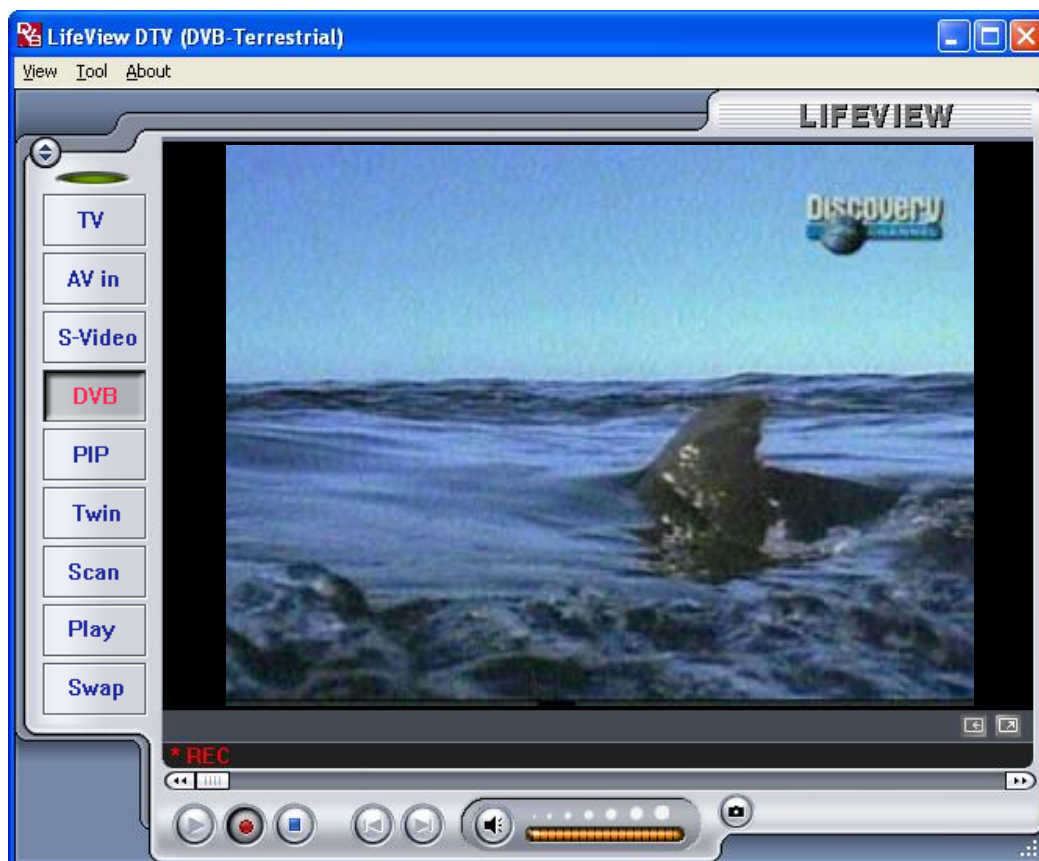 LifeView DTV (DVB-Terrestrial)
View Tool About
LIFEVIEW
TV
AV in
S-Video
DVB
PIP
Twin
Scan
Play
Swap
DISCOVERY
CHANNEL
* REC